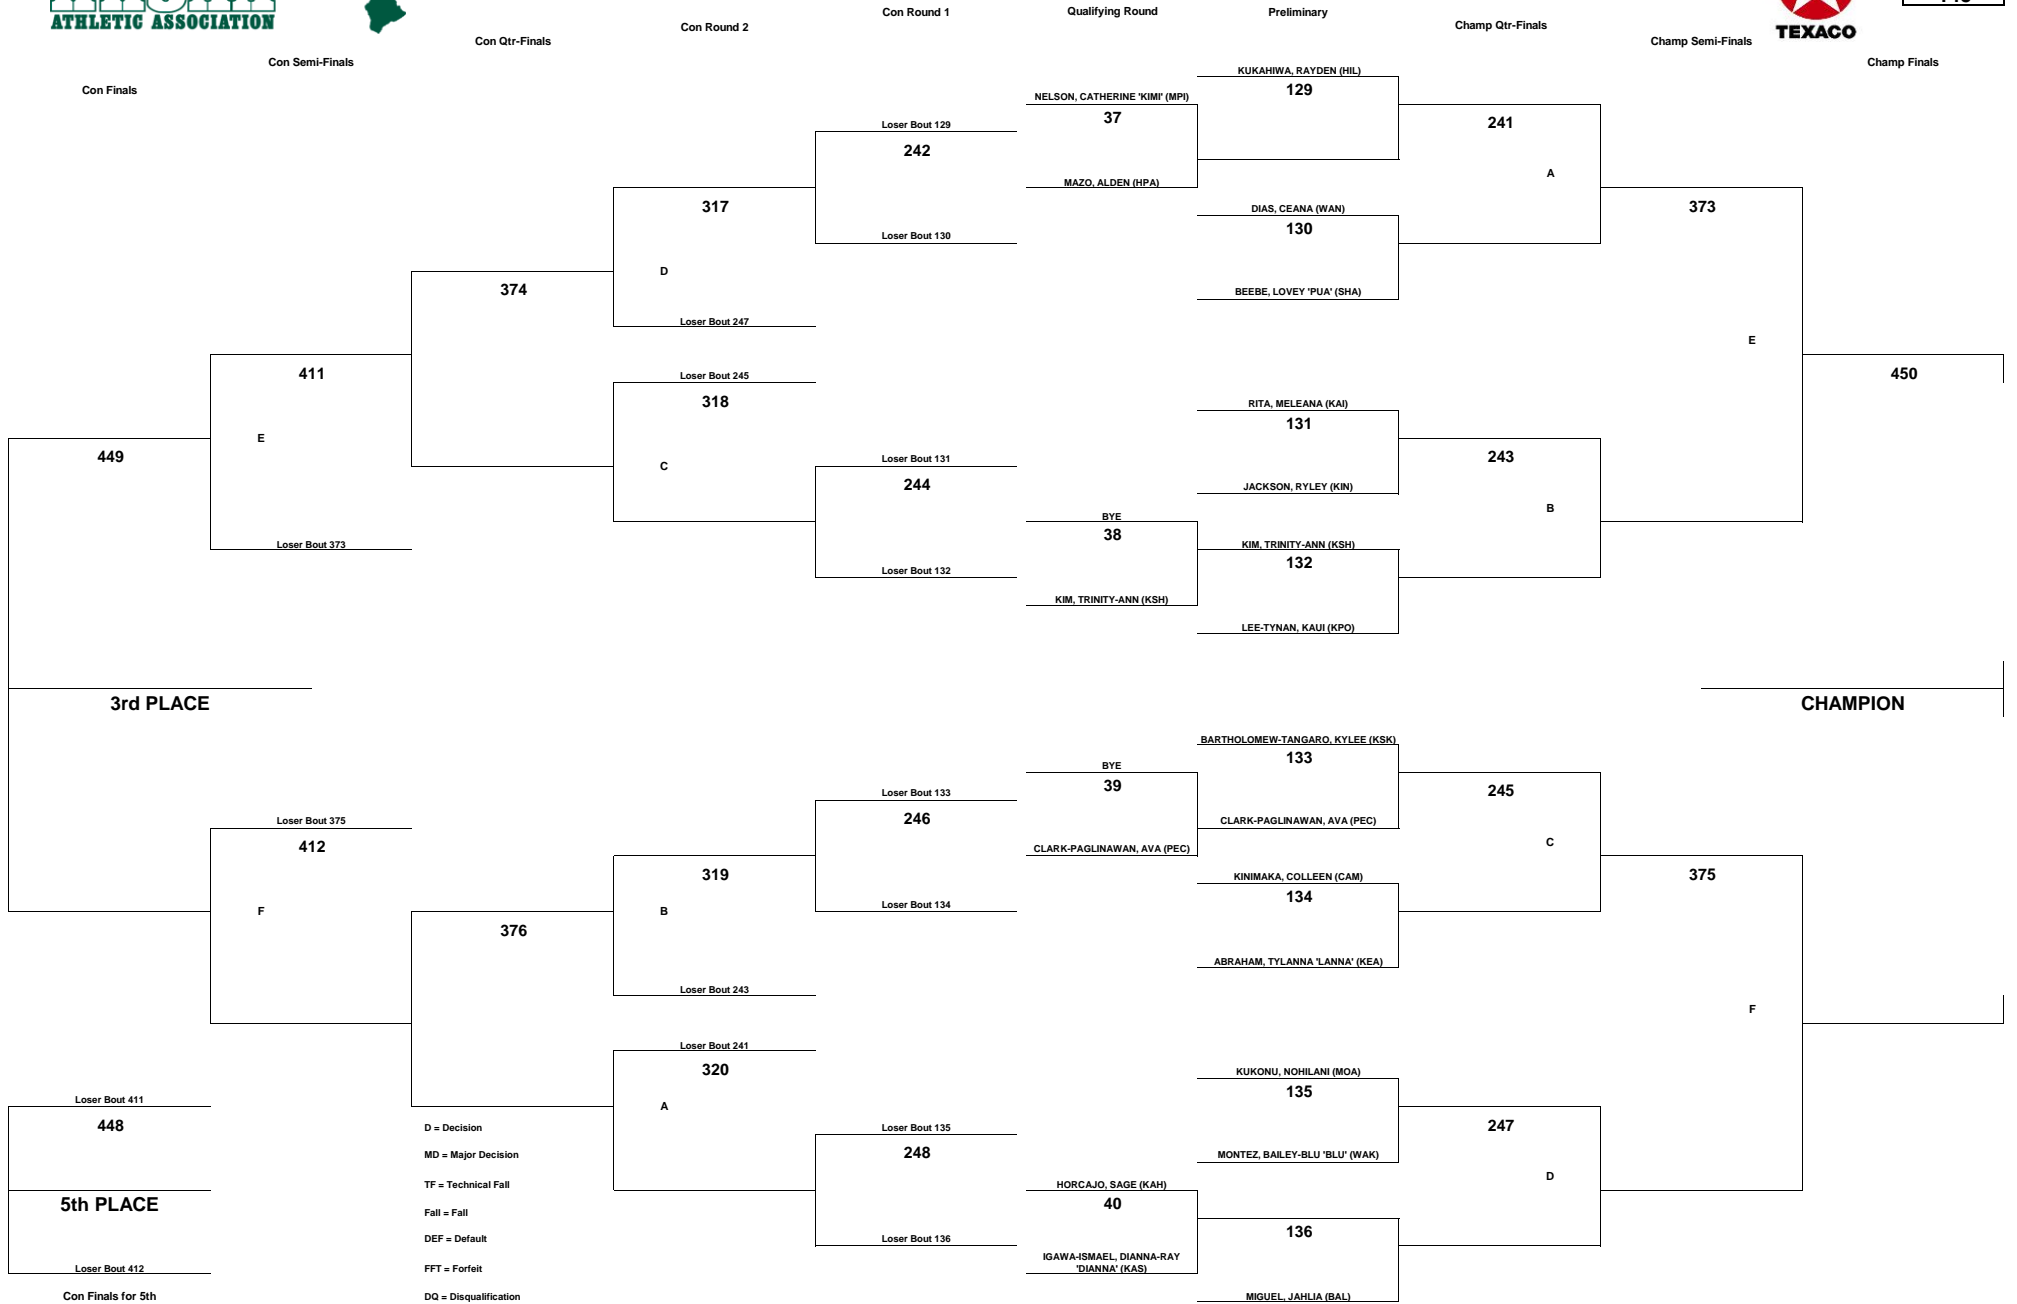 ATHLETIC ASSOCIATION
TEXACO
Con Finals
Con Semi-Finals
Con Qtr-Finals
Con Round 2
Con Round 1
Qualifying Round
Preliminary
Champ Qtr-Finals
Champ Semi-Finals
Champ Finals
KUKAHIWA, RAYDEN (HIL)
129
NELSON, CATHERINE 'KIMI' (MPI)
37
MAZO, ALDEN (HPA)
241
A
Loser Bout 129
242
Loser Bout 130
317
DIAS, CEANA (WAN)
130
BEEBE, LOVEY 'PUA' (SHA)
373
D
374
Loser Bout 247
E
411
Loser Bout 245
318
450
RITA, MELEANA (KAI)
131
JACKSON, RYLEY (KIN)
E
449
C
Loser Bout 131
244
Loser Bout 132
243
B
BYE
38
KIM, TRINITY-ANN (KSH)
KIM, TRINITY-ANN (KSH)
132
LEE-TYNAN, KAUI (KPO)
Loser Bout 373
3rd PLACE
CHAMPION
BARTHOLOMEW-TANGARO, KYLEE (KSK)
133
CLARK-PAGLINAWAN, AVA (PEC)
BYE
39
CLARK-PAGLINAWAN, AVA (PEC)
Loser Bout 133
246
Loser Bout 134
245
C
Loser Bout 375
412
319
375
KINIMAKA, COLLEEN (CAM)
134
ABRAHAM, TYLANNA 'LANNA' (KEA)
F
B
376
Loser Bout 243
F
Loser Bout 241
320
A
KUKONU, NOHILANI (MOA)
135
MONTEZ, BAILEY-BLU 'BLU' (WAK)
Loser Bout 411
448
5th PLACE
Loser Bout 412
Con Finals for 5th
D = Decision
MD = Major Decision
TF = Technical Fall
Fall = Fall
DEF = Default
FFT = Forfeit
DQ = Disqualification
Loser Bout 135
248
Loser Bout 136
247
D
HORCAJO, SAGE (KAH)
40
IGAWA-ISMAEL, DIANNA-RAY
'DIANNA' (KAS)
136
MIGUEL, JAHLIA (BAL)